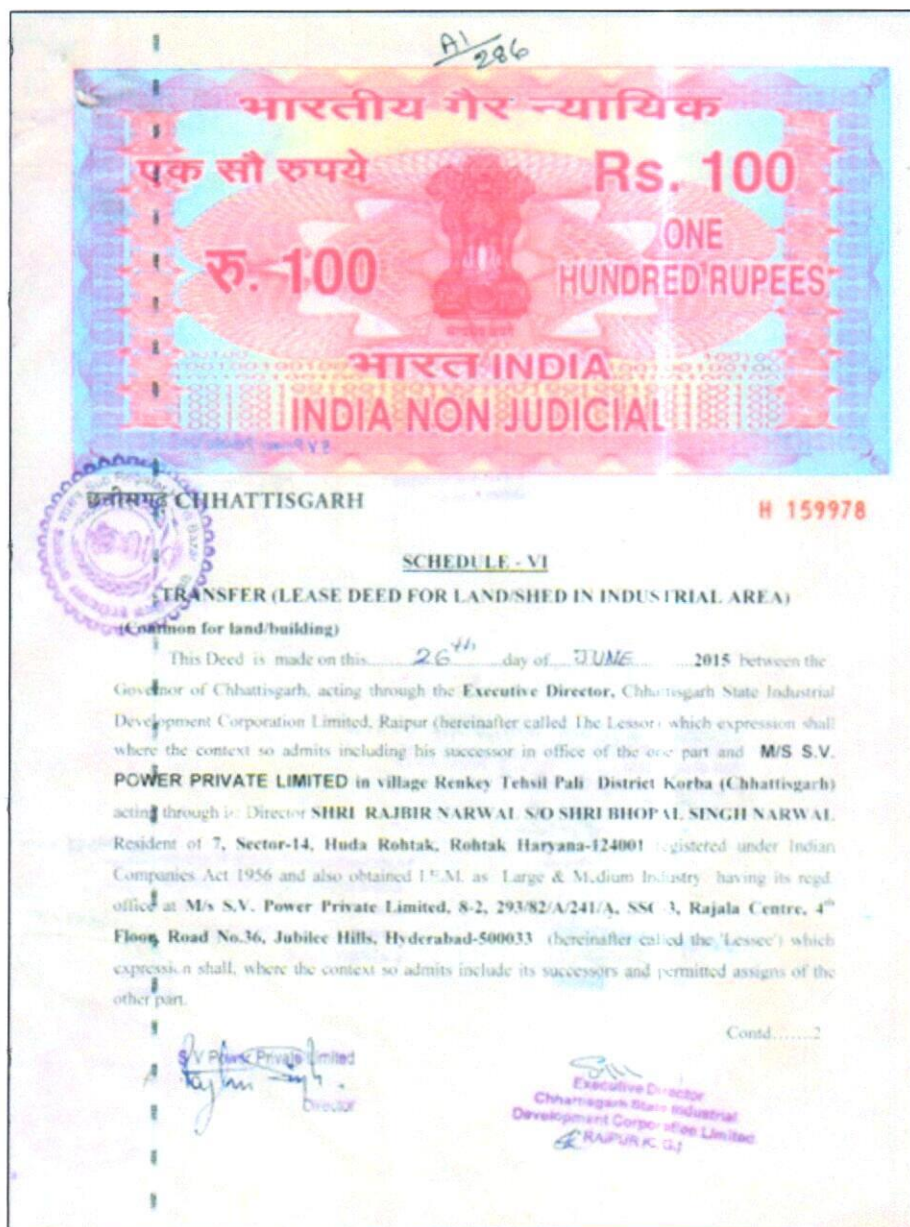 A1/286
भारतीय गैर न्यायिक
एक सौ रुपये
Rs. 100
रु. 100
ONE
HUNDRED RUPEES
भारत INDIA
INDIA NON JUDICIAL
छत्तीसगढ़ CHHATTISGARH
H 159978
SCHEDULE - VI
TRANSFER (LEASE DEED FOR LAND/SHED IN INDUSTRIAL AREA)
(Common for land/building)
This Deed is made on this 26th day of JUNE 2015 between the
Governor of Chhattisgarh, acting through the Executive Director, Chhattisgarh State Industrial
Development Corporation Limited, Raipur (hereinafter called The Lessor) which expression shall
where the context so admits including his successor in office of the one part and M/S S.V.
POWER PRIVATE LIMITED in village Renkey Tehsil Pali District Korba (Chhattisgarh)
acting through its Director SHRI RAJBIR NARWAL S/O SHRI BHOPAL SINGH NARWAL
Resident of 7, Sector-14, Huda Rohtak, Rohtak Haryana-124001 registered under Indian
Companies Act 1956 and also obtained I.E.M. as Large & Medium Industry having its regd.
office at M/s S.V. Power Private Limited, 8-2, 293/82/A/241/A, SSC-3, Rajala Centre, 4th
Floor, Road No.36, Jubilee Hills, Hyderabad-500033 (hereinafter called the 'Lessee') which
expression shall, where the context so admits include its successors and permitted assigns of the
other part.
Contd.......2
S V Power Private Limited
Director
Executive Director
Chhattisgarh State Industrial
Development Corporation Limited
RAIPUR (C.G.)